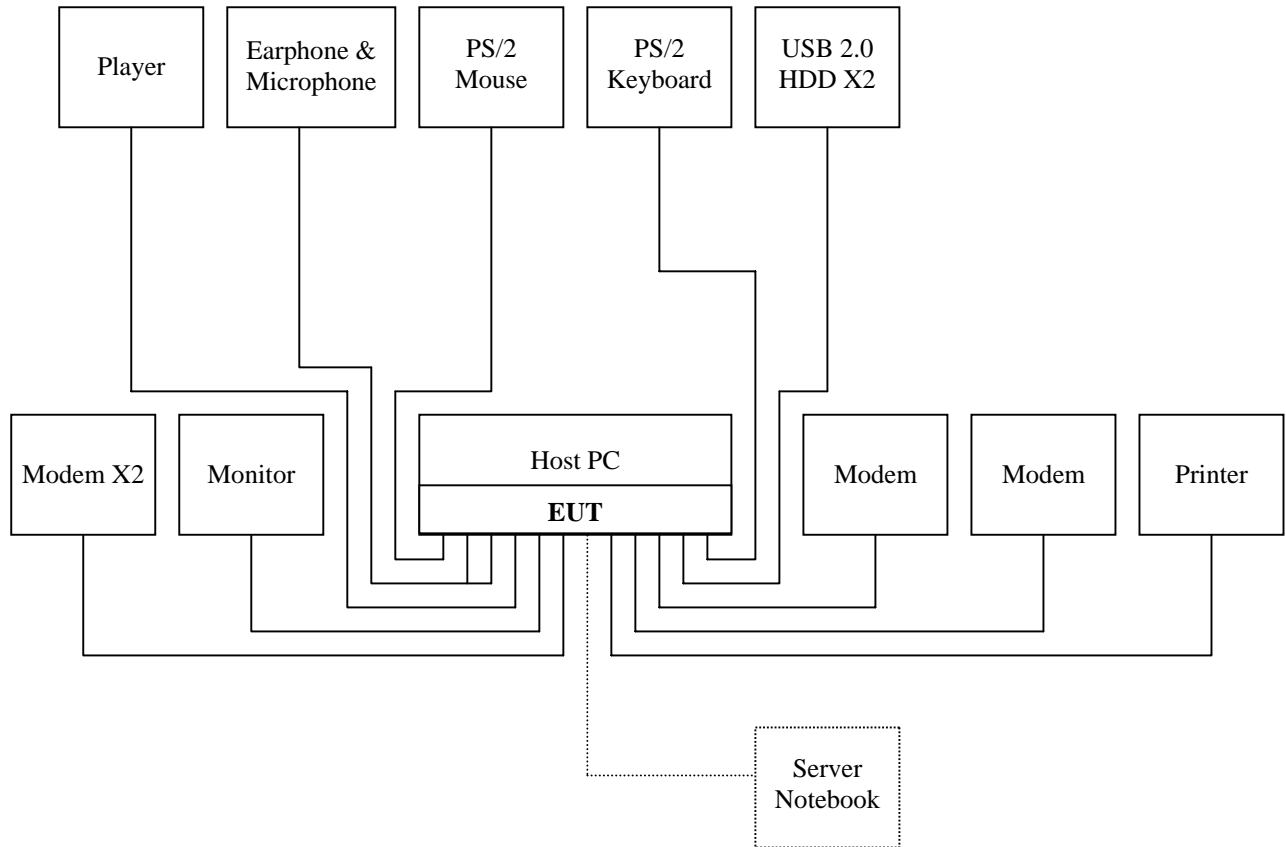 Player
Earphone &
Microphone
PS/2
Mouse
PS/2
Keyboard
USB 2.0
HDD X2
Modem X2
Monitor
Host PC
EUT
Modem
Modem
Printer
Server
Notebook